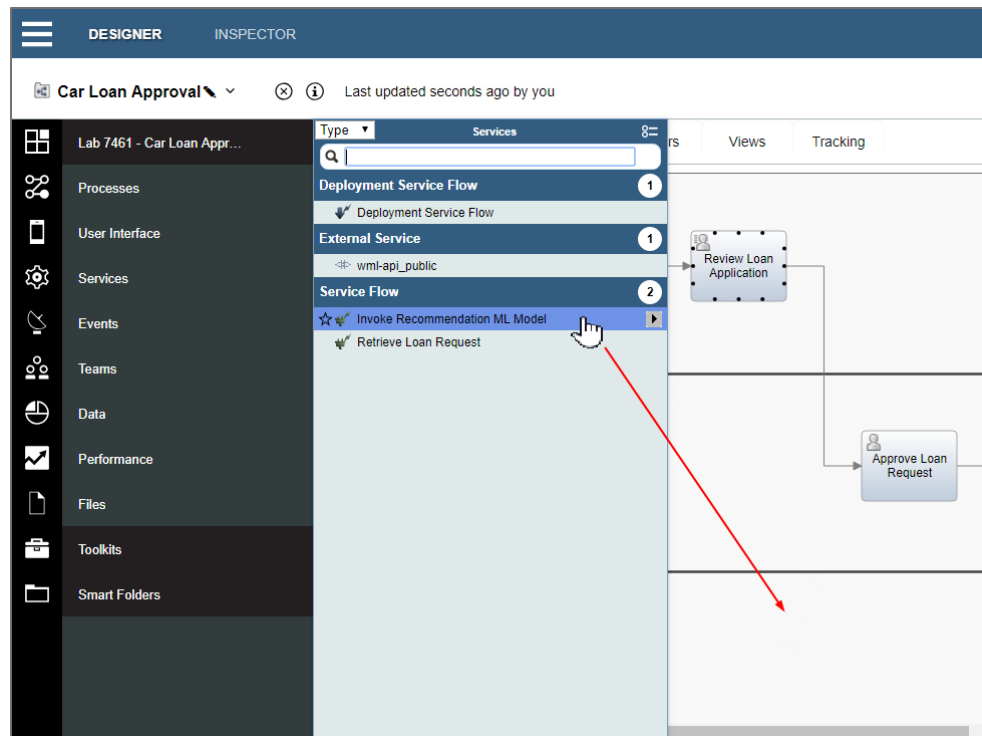 DESIGNER INSPECTOR
Car Loan Approval
Last updated seconds ago by you
Lab 7461 - Car Loan Appr...
Processes
User Interface
Services
Events
Teams
Data
Performance
Files
Toolkits
Smart Folders
Type Services
Deployment Service Flow 1
Deployment Service Flow
External Service 1
wml-api_public
Service Flow 2
Invoke Recommendation ML Model
Retrieve Loan Request
rs Views Tracking
Review Loan
Application
Approve Loan
Request